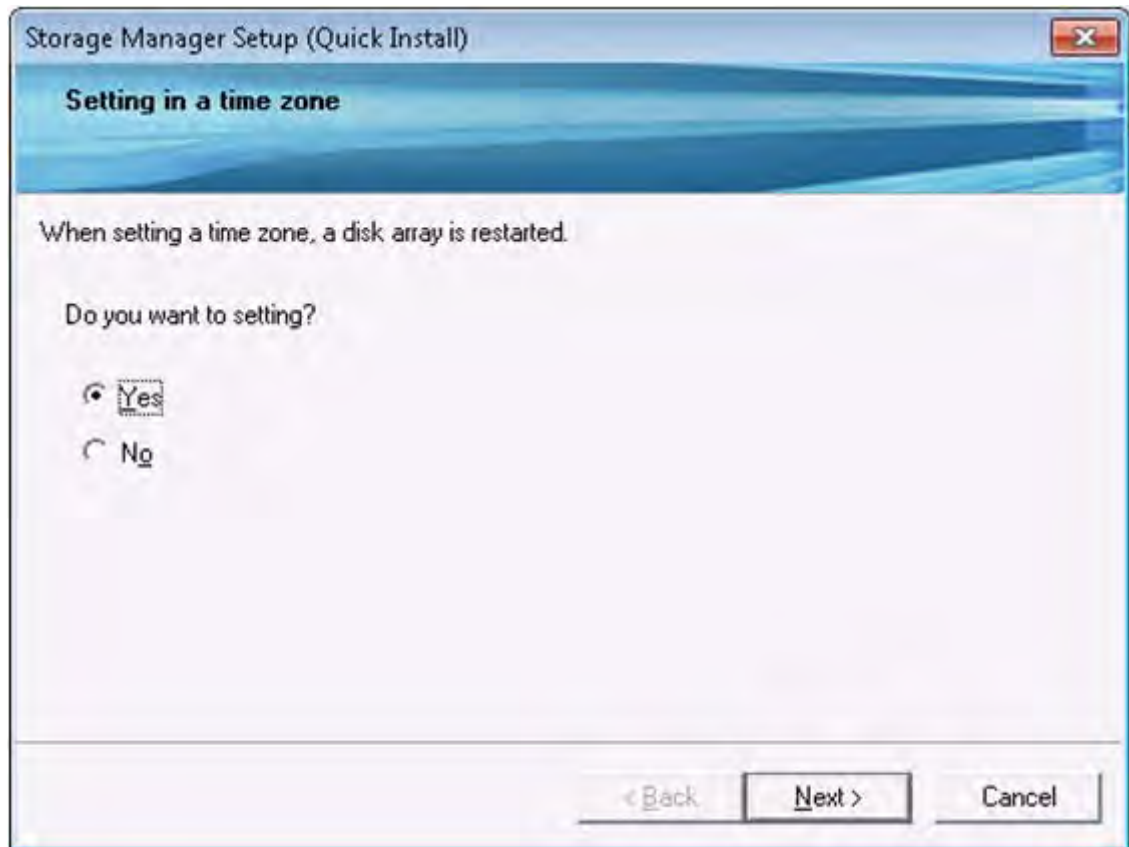 Storage Manager Setup (Quick Install)
Setting in a time zone
When setting a time zone, a disk array is restarted.
Do you want to setting?
Yes
No
< Back
Next >
Cancel